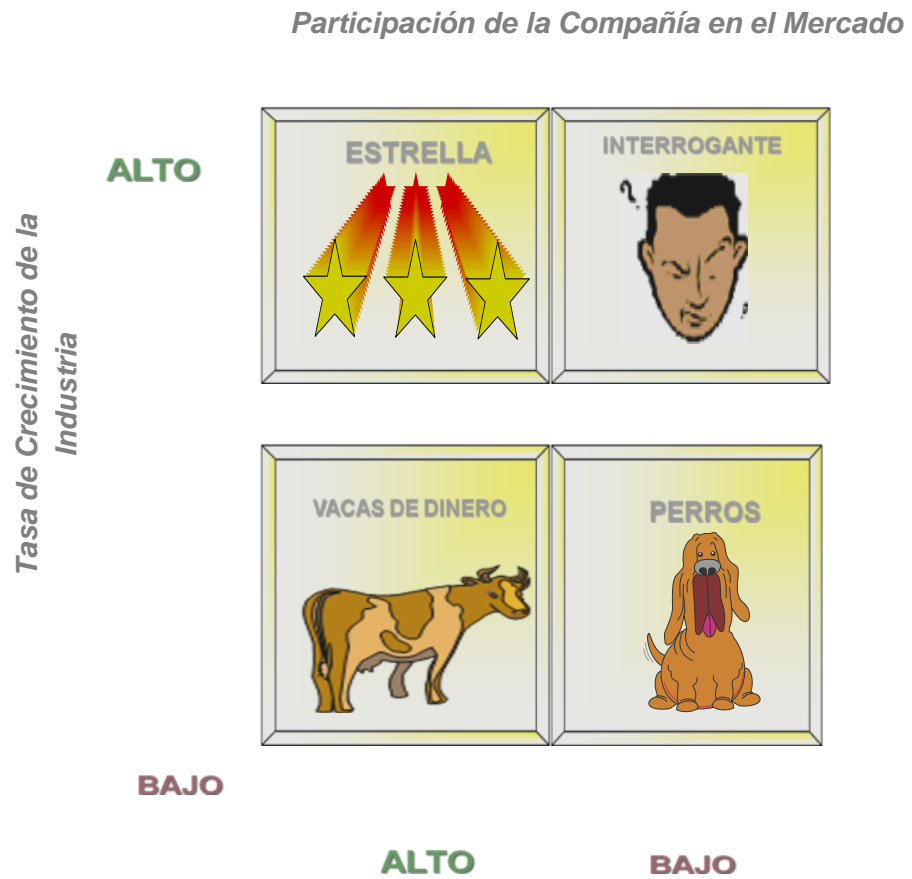 Participación de la Compañía en el Mercado
ALTO
ESTRELLA
INTERROGANTE
?
?
Tasa de Crecimiento de la
Industria
VACAS DE DINERO
PERROS
BAJO
ALTO
BAJO